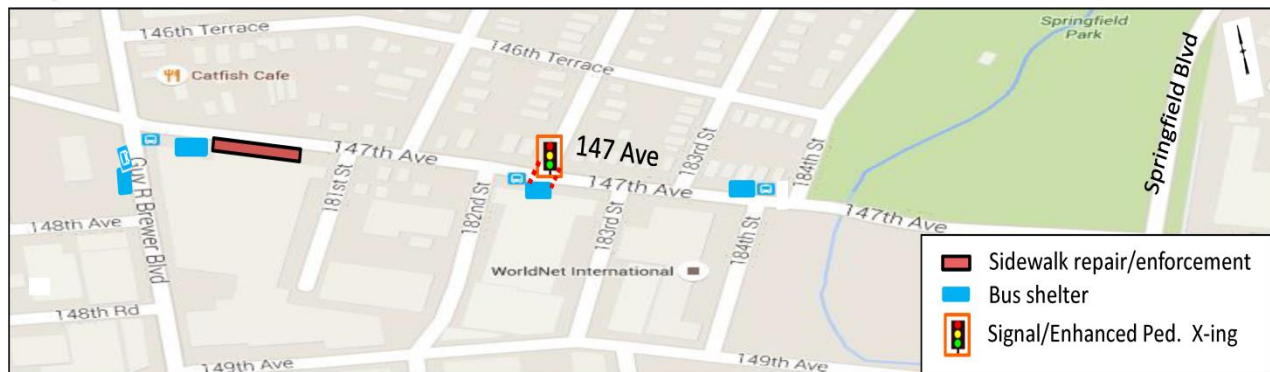 146th Terrace
Springfield
Park
Springfield Blvd
Catfish Cafe
146th Terrace
147th Ave
147 Ave
183rd St
184th St
Guy R Brewer Blvd
181st St
182nd St
147th Ave
147th Ave
148th Ave
183rd St
184th St
WorldNet International
148th Rd
149th Ave
149th Ave
Sidewalk repair/enforcement
Bus shelter
Signal/Enhanced Ped. X-ing